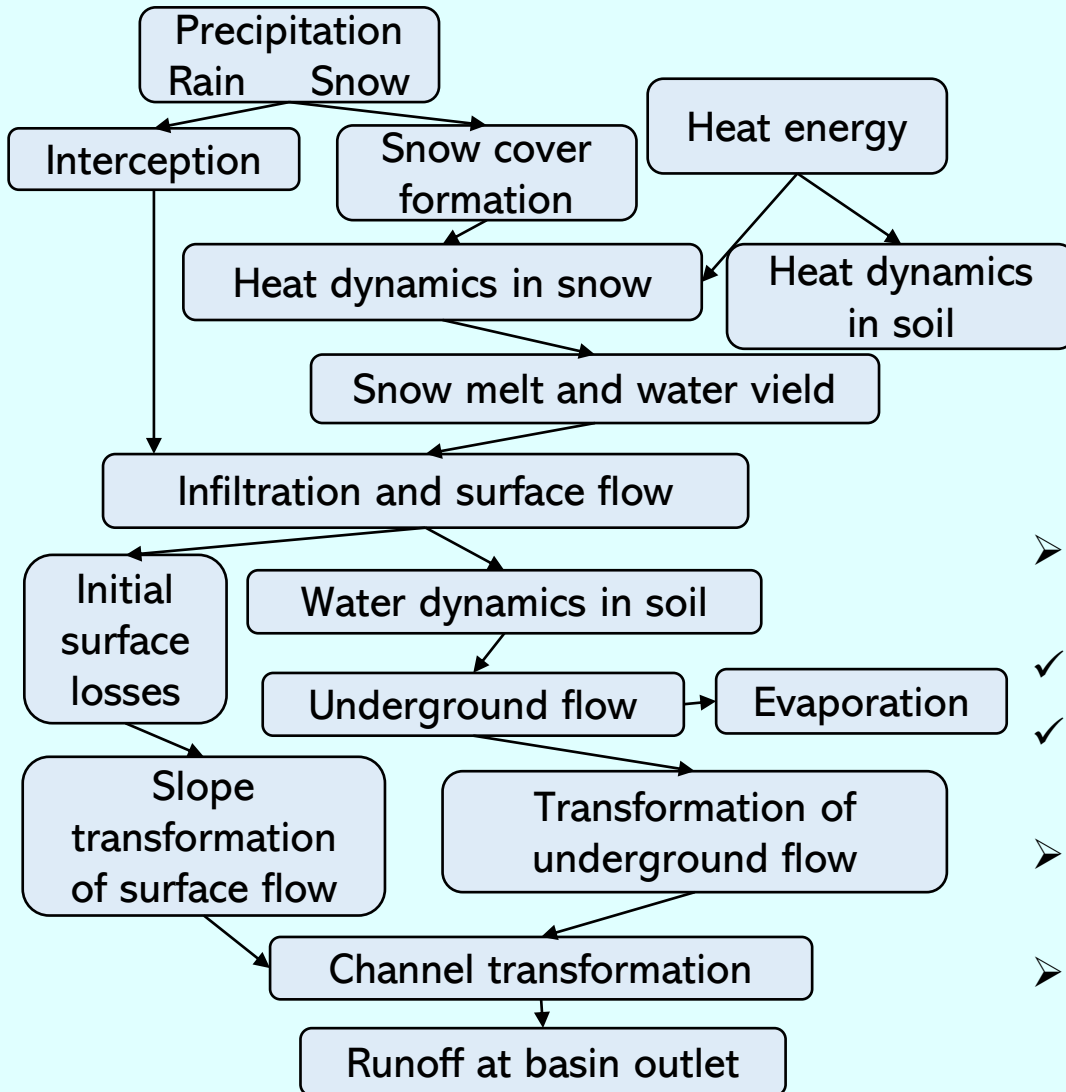 Precipitation
Rain Snow
Interception
Snow cover
formation
Heat energy
Heat dynamics in snow
Heat dynamics
in soil
Snow melt and water vield
Infiltration and surface flow
Initial
surface
losses
Water dynamics in soil
Underground flow
Evaporation
Slope
transformation
of surface flow
Transformation of
underground flow
Channel transformation
Runoff at basin outlet